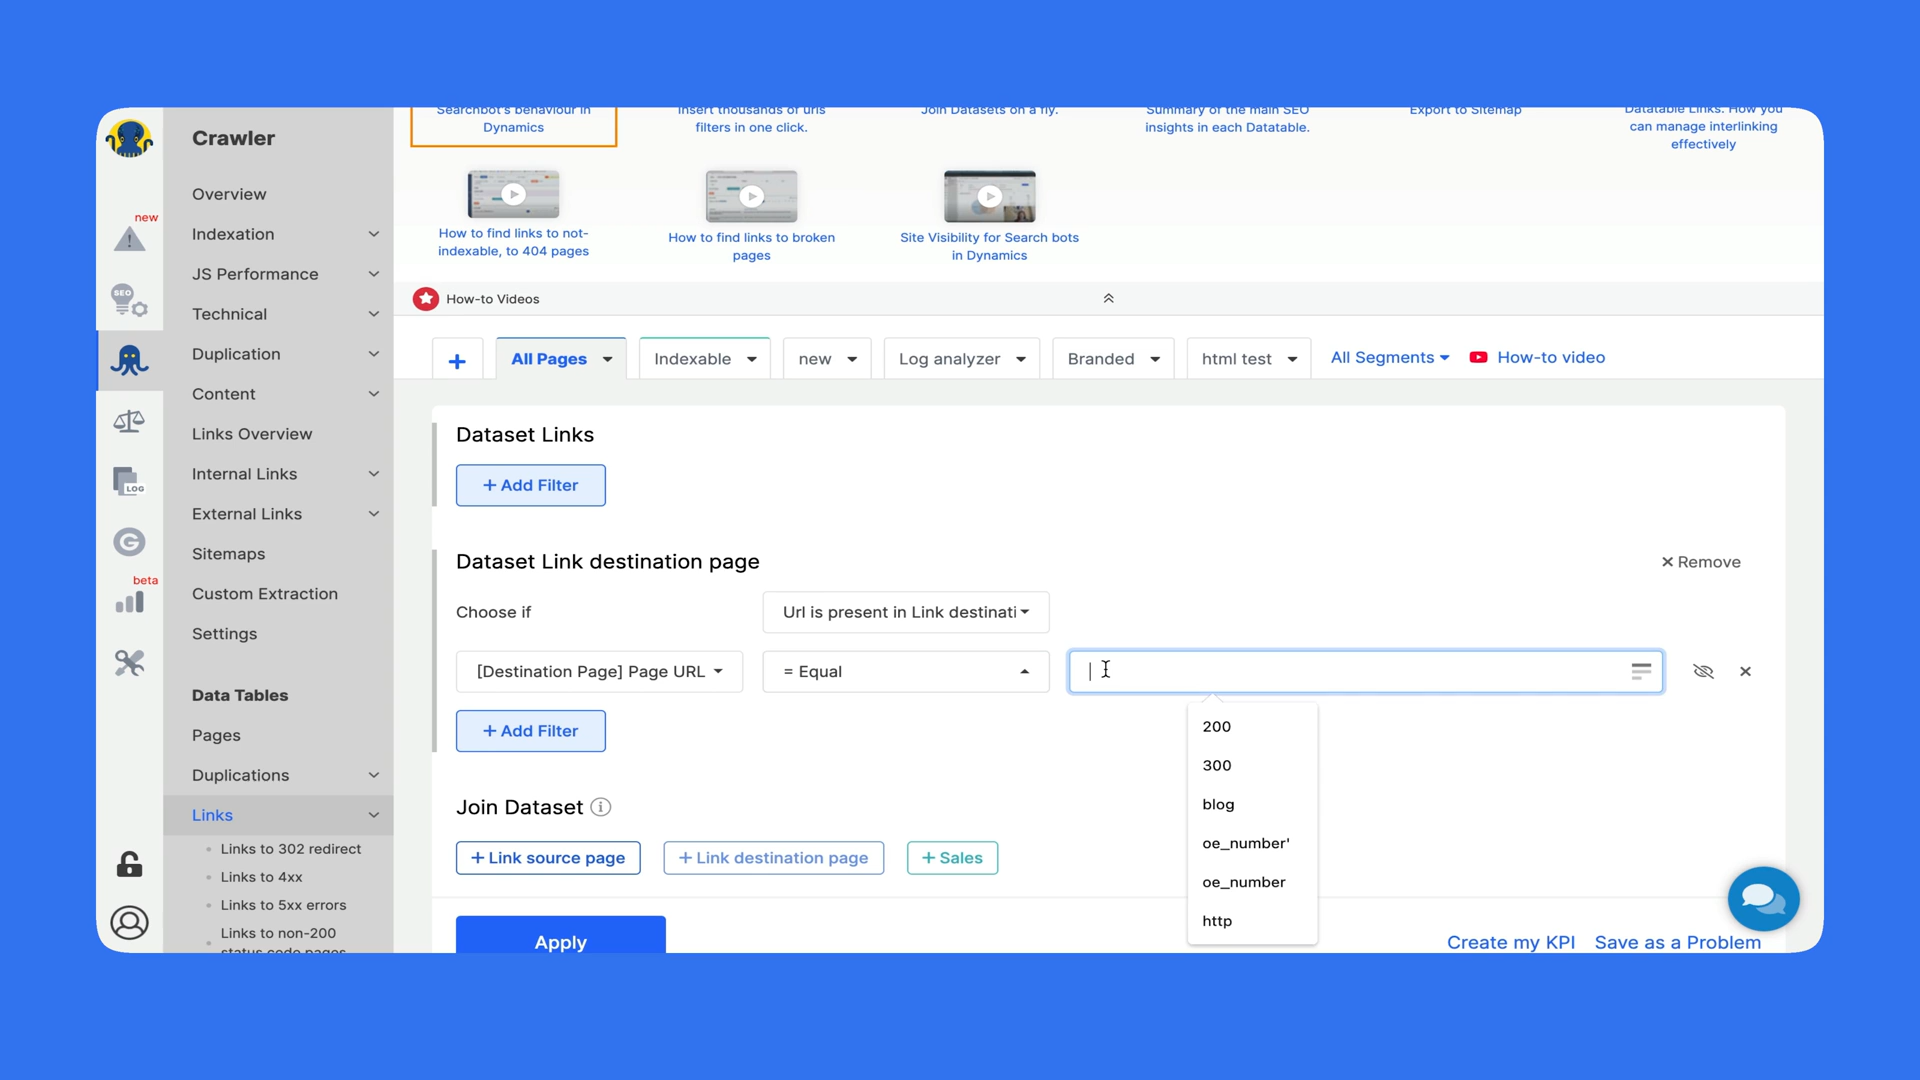 Searchbot's behaviour in
Dynamics
Insert thousands of urls
filters in one click.
Join Datasets on a fly.
Summary of the main SEO
insights in each Datatable.
Export to Sitemap
Datatable Links. How you
can manage interlinking
effectively
How to find links to not-
indexable, to 404 pages
How to find links to broken
pages
Site Visibility for Search bots
in Dynamics
How-to Videos
new
SEO
LOG
G
beta
Crawler
Overview
Indexation
JS Performance
Technical
Duplication
Content
Links Overview
Internal Links
External Links
Sitemaps
Custom Extraction
Settings
Data Tables
Pages
Duplications
Links
Links to 302 redirect
Links to 4xx
Links to 5xx errors
Links to non-200
status code pages
+ All Pages Indexable new Log analyzer Branded html test All Segments How-to video
Dataset Links
+ Add Filter
Dataset Link destination page
× Remove
Choose if Url is present in Link destinati
[Destination Page] Page URL = Equal
200
300
blog
oe_number'
oe_number
http
+ Add Filter
Join Dataset i
+ Link source page + Link destination page + Sales
Apply
Create my KPI Save as a Problem